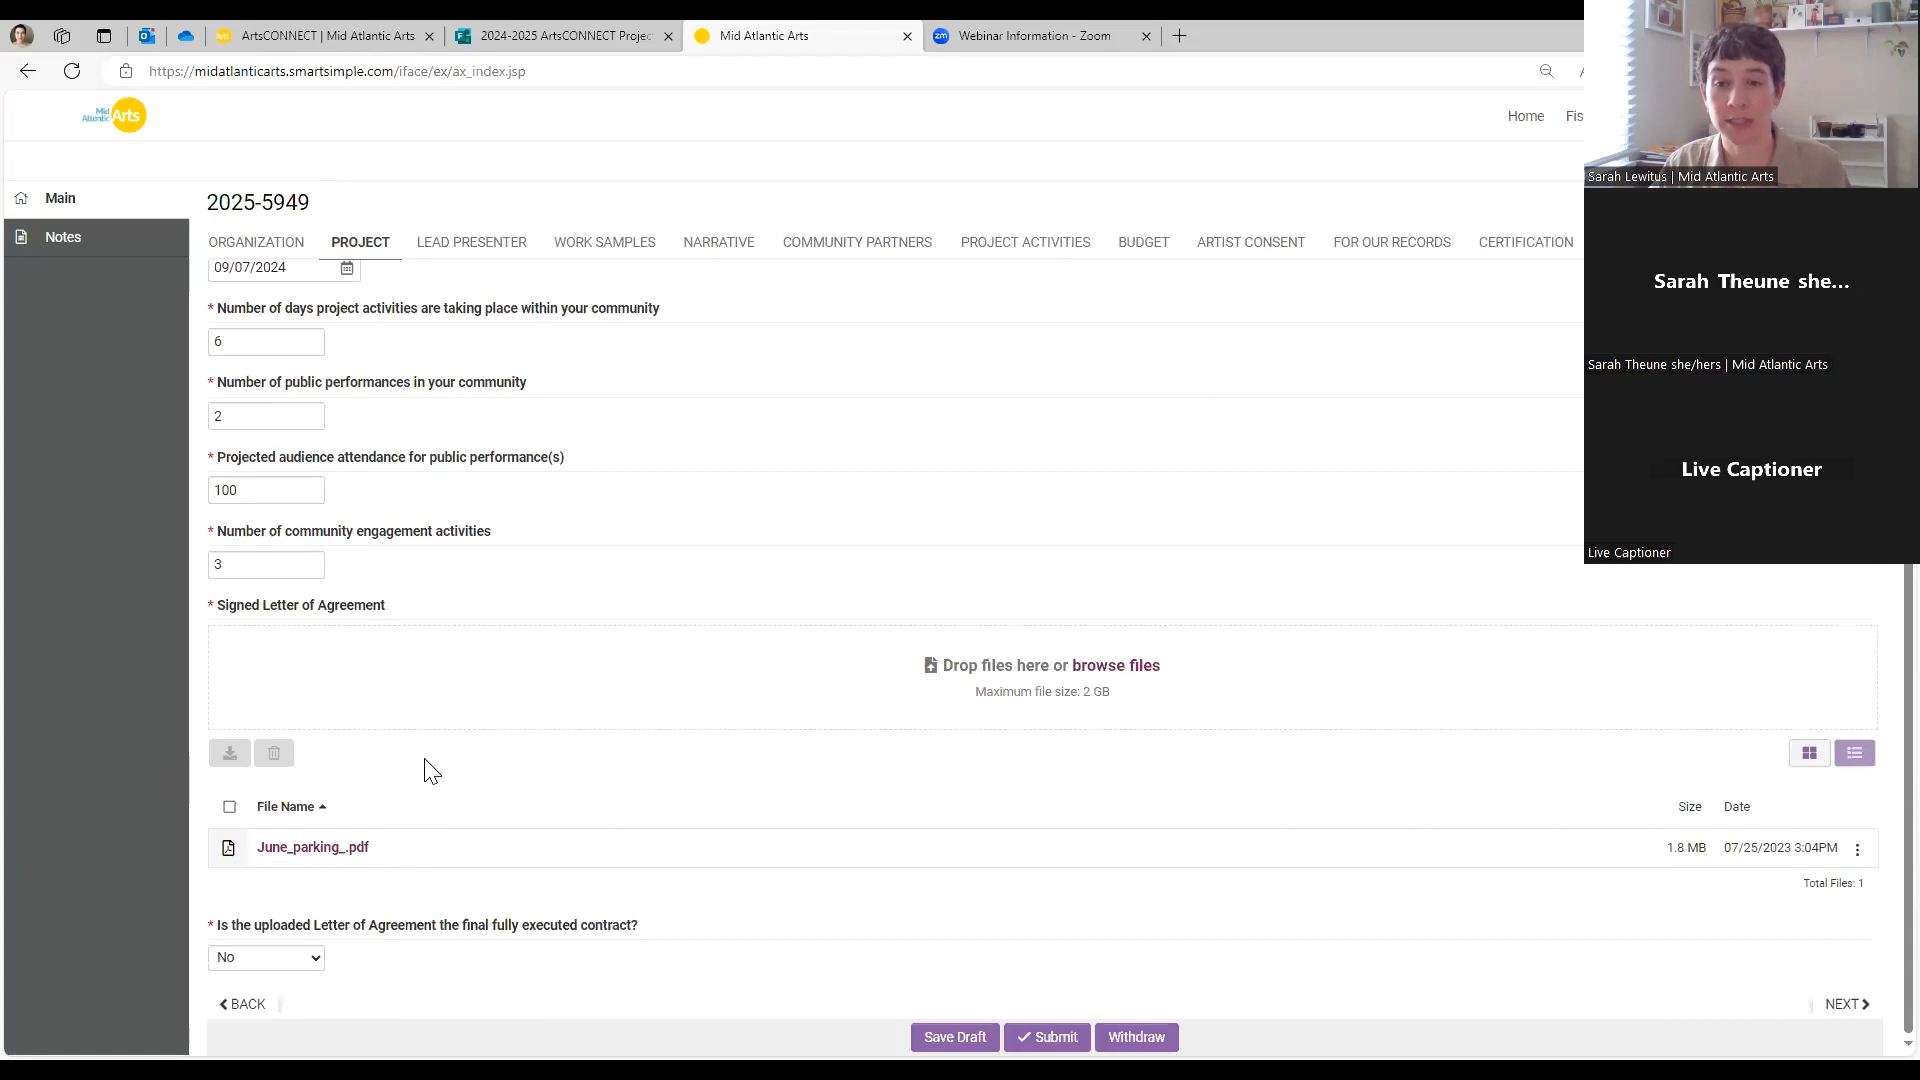 ArtsCONNECT | Mid Atlantic Arts
2024-2025 ArtsCONNECT Projec
Mid Atlantic Arts
zm
Webinar Information - Zoom
https://midatlanticarts.smartsimple.com/iface/ex/ax_index.jsp
Mid Atlantic Arts
Home
Fis
Main
Notes
2025-5949
ORGANIZATION
PROJECT
LEAD PRESENTER
WORK SAMPLES
NARRATIVE
COMMUNITY PARTNERS
PROJECT ACTIVITIES
BUDGET
ARTIST CONSENT
FOR OUR RECORDS
CERTIFICATION
09/07/2024
* Number of days project activities are taking place within your community
6
* Number of public performances in your community
2
* Projected audience attendance for public performance(s)
100
* Number of community engagement activities
3
* Signed Letter of Agreement
Drop files here or browse files
Maximum file size: 2 GB
File Name
Size
Date
June_parking_.pdf
1.8 MB
07/25/2023 3:04PM
Total Files: 1
* Is the uploaded Letter of Agreement the final fully executed contract?
No
BACK
NEXT
Save Draft
Submit
Withdraw
Sarah Lewitus | Mid Atlantic Arts
Sarah Theune she...
Sarah Theune she/hers | Mid Atlantic Arts
Live Captioner
Live Captioner